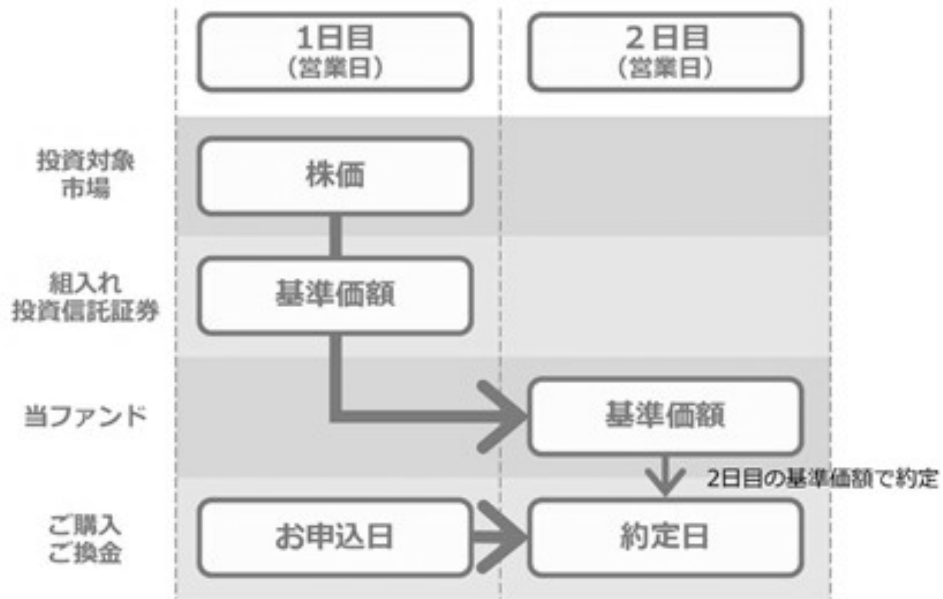 1日目
(営業日)
2日目
(営業日)
投資対象
市場
株価
組入れ
投資信託証券
基準価額
当ファンド
基準価額
2日目の基準価額で約定
ご購入
ご換金
お申込日
約定日